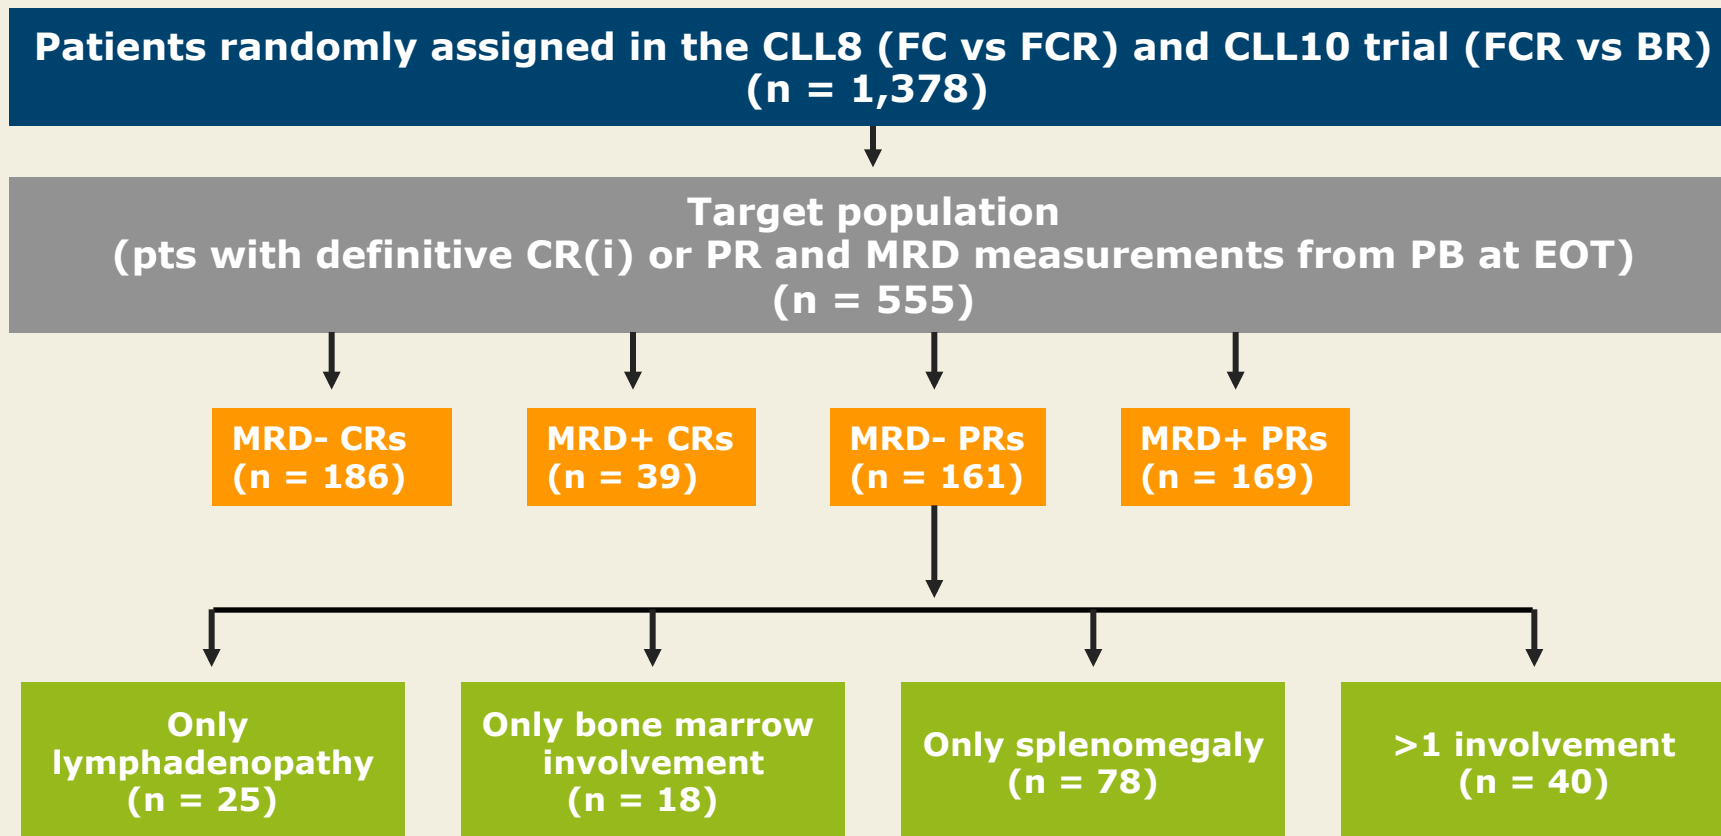 Patients randomly assigned in the CLL8 (FC vs FCR) and CLL10 trial (FCR vs BR)
(n = 1,378)
Target population
(pts with definitive CR(i) or PR and MRD measurements from PB at EOT)
(n = 555)
MRD- CRs
(n = 186)
MRD+ CRs
(n = 39)
MRD- PRs
(n = 161)
MRD+ PRs
(n = 169)
Only
lymphadenopathy
(n = 25)
Only bone marrow
involvement
(n = 18)
Only splenomegaly
(n = 78)
>1 involvement
(n = 40)